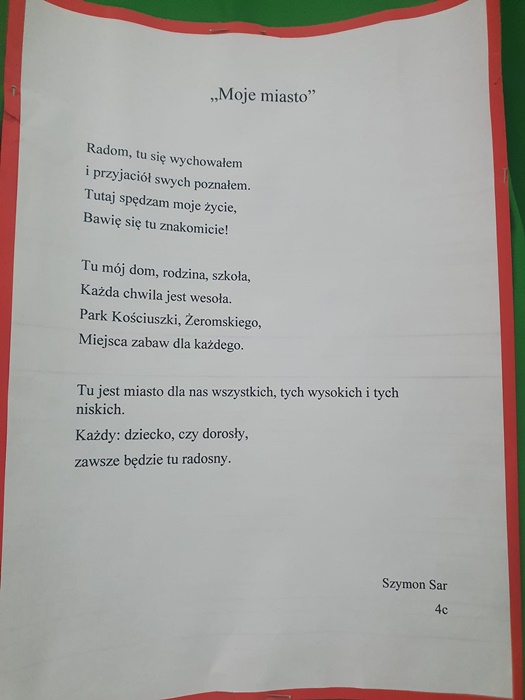 „Moje miasto”
Radom, tu się wychowałem
i przyjaciół swych poznałem.
Tutaj spędzam moje życie,
Bawię się tu znakomicie!
Tu mój dom, rodzina, szkoła,
Każda chwila jest wesoła.
Park Kościuszki, Żeromskiego,
Miejsca zabaw dla każdego.
Tu jest miasto dla nas wszystkich, tych wysokich i tych
niskich.
Każdy: dziecko, czy dorosły,
zawsze będzie tu radosny.
Szymon Sar
4c